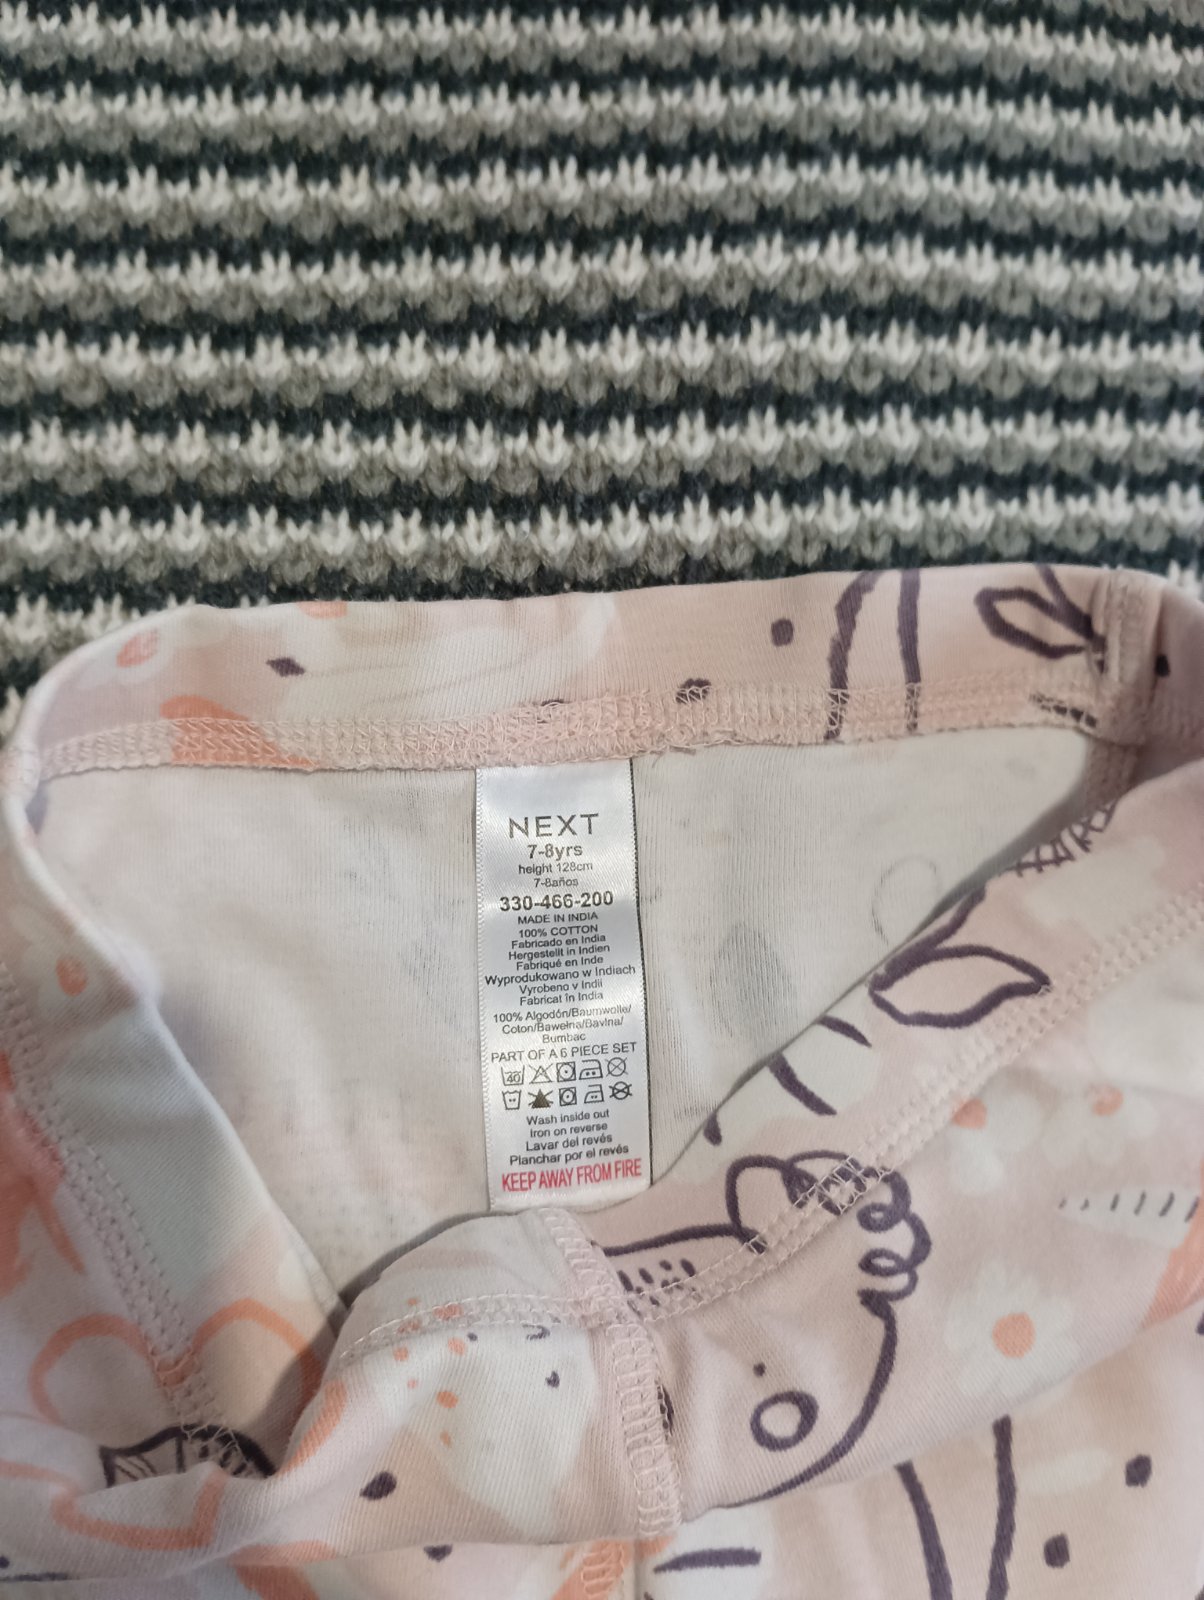 NEXT
7-8yrs
height 128cm
7-8años
330-466-200
MADE IN INDIA
100% COTTON
Fabricado en India
Hergestellt in Indien
Fabriqué en Inde
Wyprodukowano w Indiach
Vyrobeno v Indii
Fabricat în India
100% Algodón/Baumwolle/
Coton/Bawełna/Bavlna/
Bumbac
PART OF A 6 PIECE SET
40
Wash inside out
Iron on reverse
Lavar del revés
Planchar por el revés
KEEP AWAY FROM FIRE